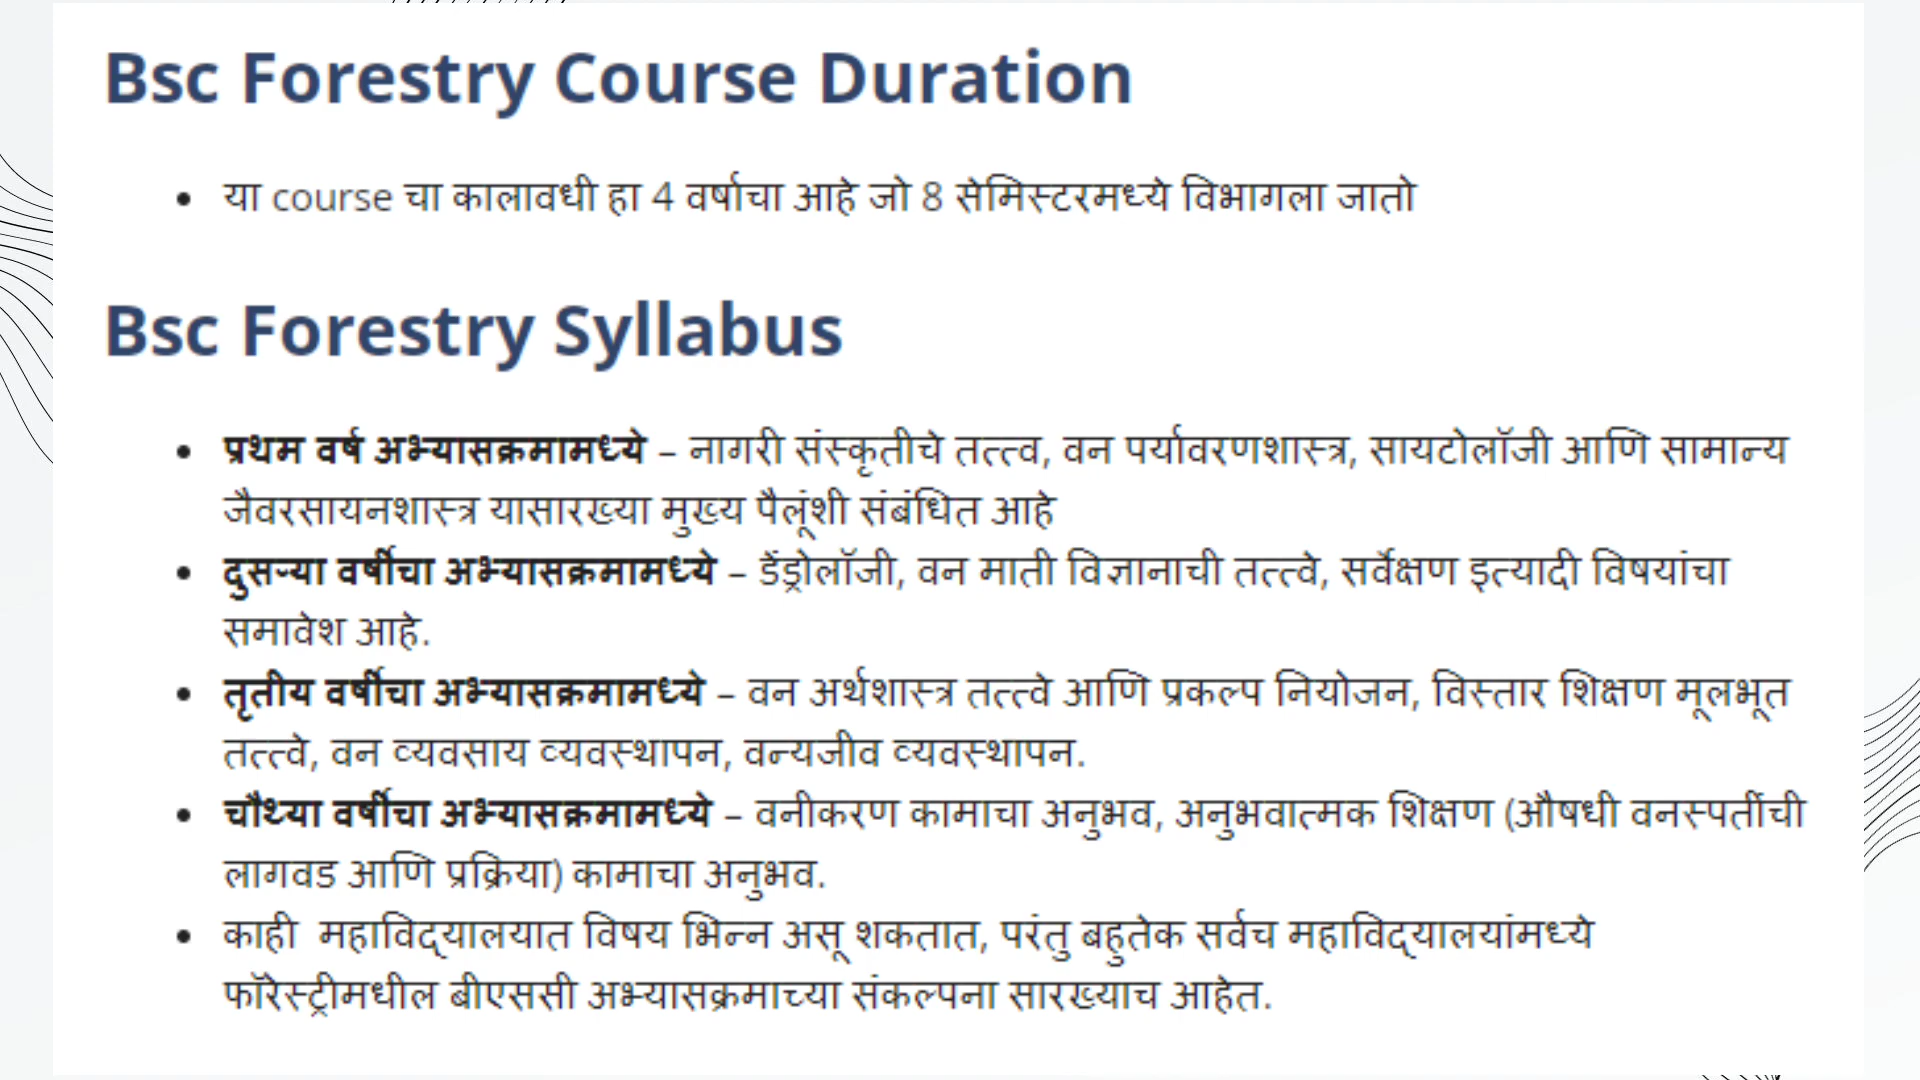 Bsc Forestry Course Duration
या course चा कालावधी हा 4 वर्षाचा आहे जो 8 सेमिस्टरमध्ये विभागला जातो
Bsc Forestry Syllabus
प्रथम वर्ष अभ्यासक्रमामध्ये – नागरी संस्कृतीचे तत्त्व, वन पर्यावरणशास्त्र, सायटोलॉजी आणि सामान्य
जैवरसायनशास्त्र यासारख्या मुख्य पैलूंशी संबंधित आहे
दुसऱ्या वर्षीचा अभ्यासक्रमामध्ये – डेंड्रोलॉजी, वन माती विज्ञानाची तत्त्वे, सर्वेक्षण इत्यादी विषयांचा
समावेश आहे.
तृतीय वर्षीचा अभ्यासक्रमामध्ये – वन अर्थशास्त्र तत्त्वे आणि प्रकल्प नियोजन, विस्तार शिक्षण मूलभूत
तत्त्वे, वन व्यवसाय व्यवस्थापन, वन्यजीव व्यवस्थापन.
चौथ्या वर्षीचा अभ्यासक्रमामध्ये – वनीकरण कामाचा अनुभव, अनुभवात्मक शिक्षण (औषधी वनस्पतींची
लागवड आणि प्रक्रिया) कामाचा अनुभव.
काही महाविद्यालयात विषय भिन्न असू शकतात, परंतु बहुतेक सर्वच महाविद्यालयांमध्ये
फॉरेस्ट्रीमधील बीएससी अभ्यासक्रमाच्या संकल्पना सारख्याच आहेत.